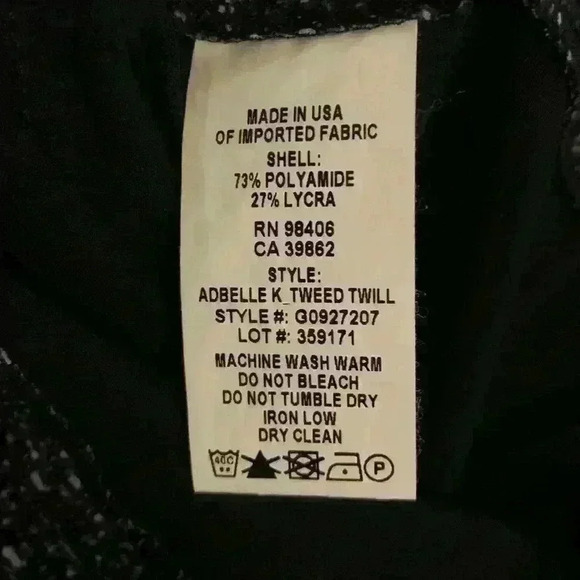 MADE IN USA
OF IMPORTED FABRIC
SHELL:
73% POLYAMIDE
27% LYCRA
RN 98406
CA 39862
STYLE:
ADBELLE K_TWEED TWILL
STYLE #: G0927207
LOT #: 359171
MACHINE WASH WARM
DO NOT BLEACH
DO NOT TUMBLE DRY
IRON LOW
DRY CLEAN
40C P